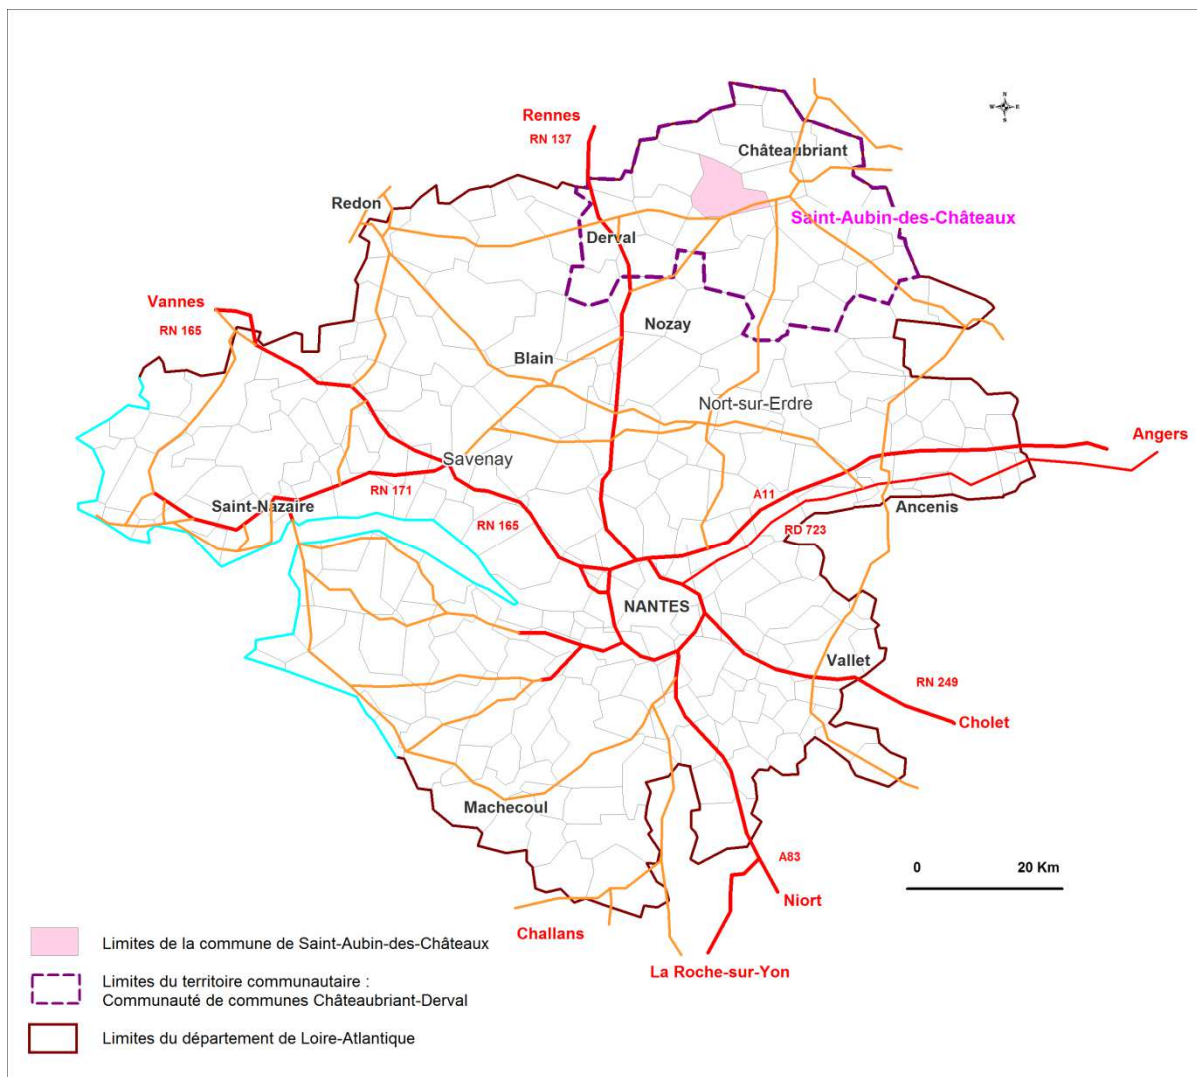 N
W E
S
Rennes
RN 137
Châteaubriant
Redon
Saint-Aubin-des-Châteaux
Derval
Vannes
RN 165
Nozay
Blain
Nort-sur-Erdre
Angers
Savenay
RN 171
A11
Saint-Nazaire
Ancenis
RN 165
RD 723
NANTES
Vallet
RN 249
Cholet
Machecoul
A83
0 20 Km
Niort
Challans
La Roche-sur-Yon
Limites de la commune de Saint-Aubin-des-Châteaux
Limites du territoire communautaire :
Communauté de communes Châteaubriant-Derval
Limites du département de Loire-Atlantique